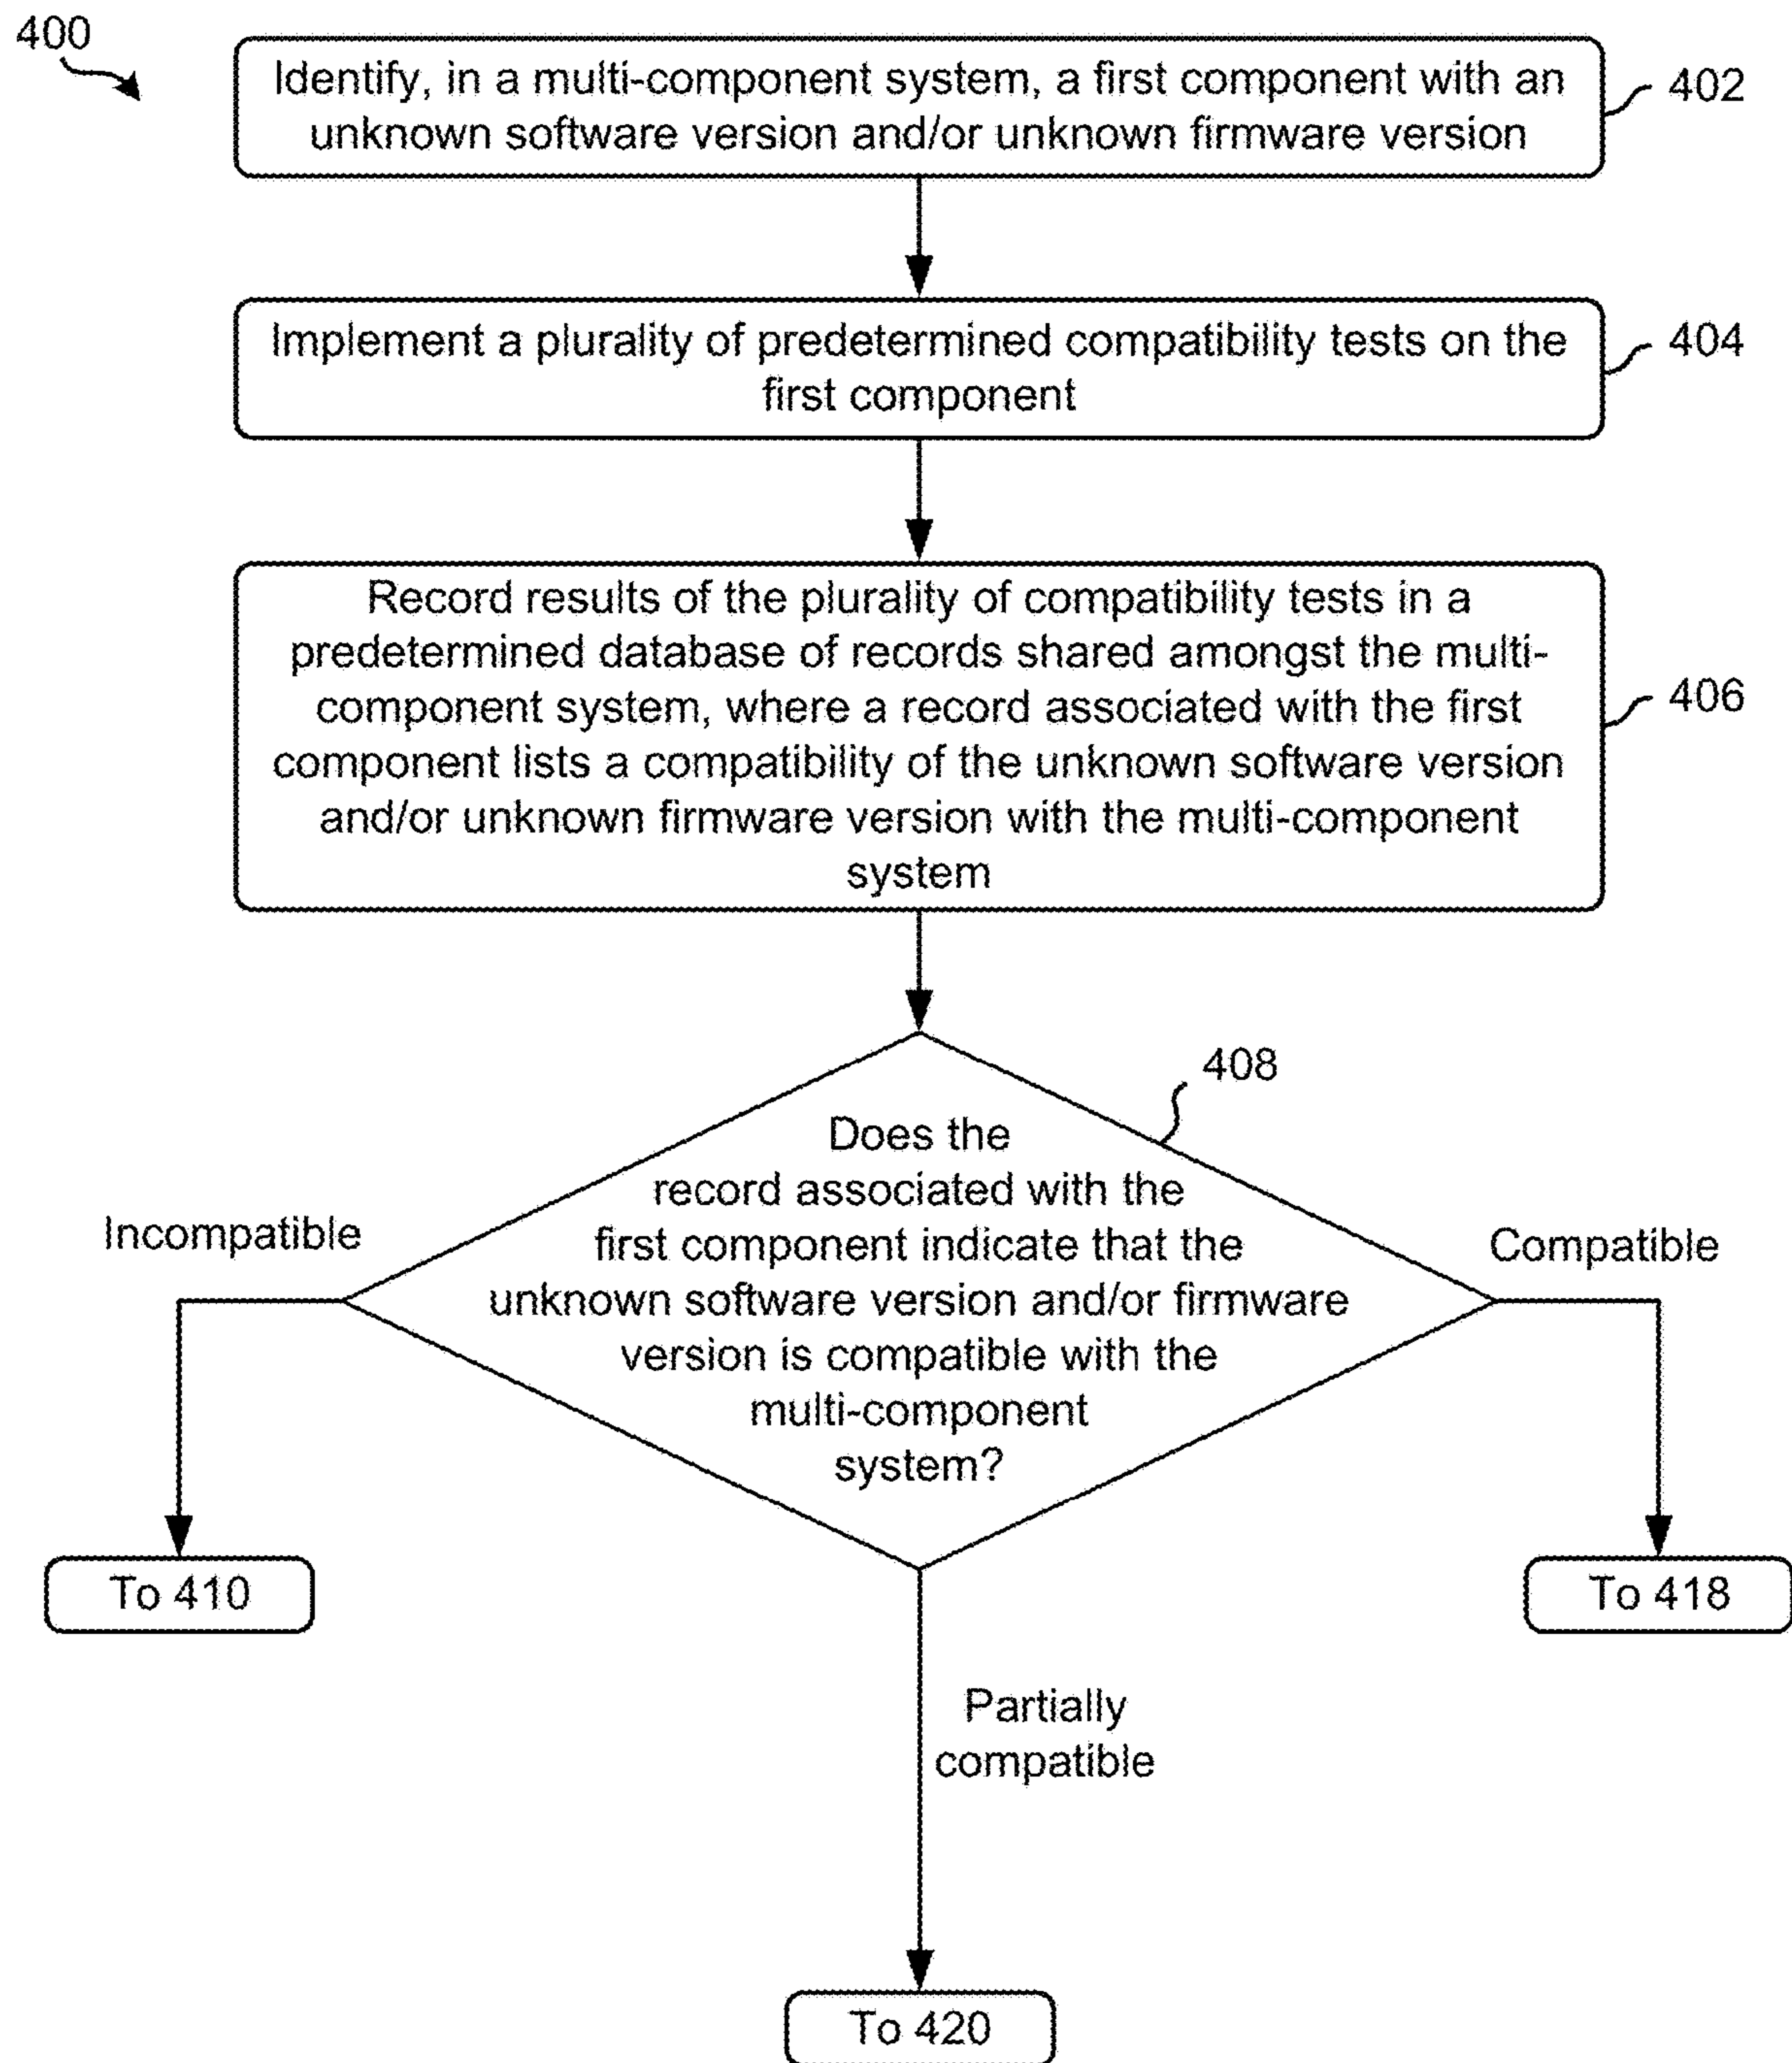 400
Identify, in a multi-component system, a first component with an
unknown software version and/or unknown firmware version
402
Implement a plurality of predetermined compatibility tests on the
first component
404
Record results of the plurality of compatibility tests in a
predetermined database of records shared amongst the multi-
component system, where a record associated with the first
component lists a compatibility of the unknown software version
and/or unknown firmware version with the multi-component
system
406
408
Does the
record associated with the
first component indicate that the
unknown software version and/or firmware
version is compatible with the
multi-component
system?
Incompatible
Compatible
To 410
To 418
Partially
compatible
To 420